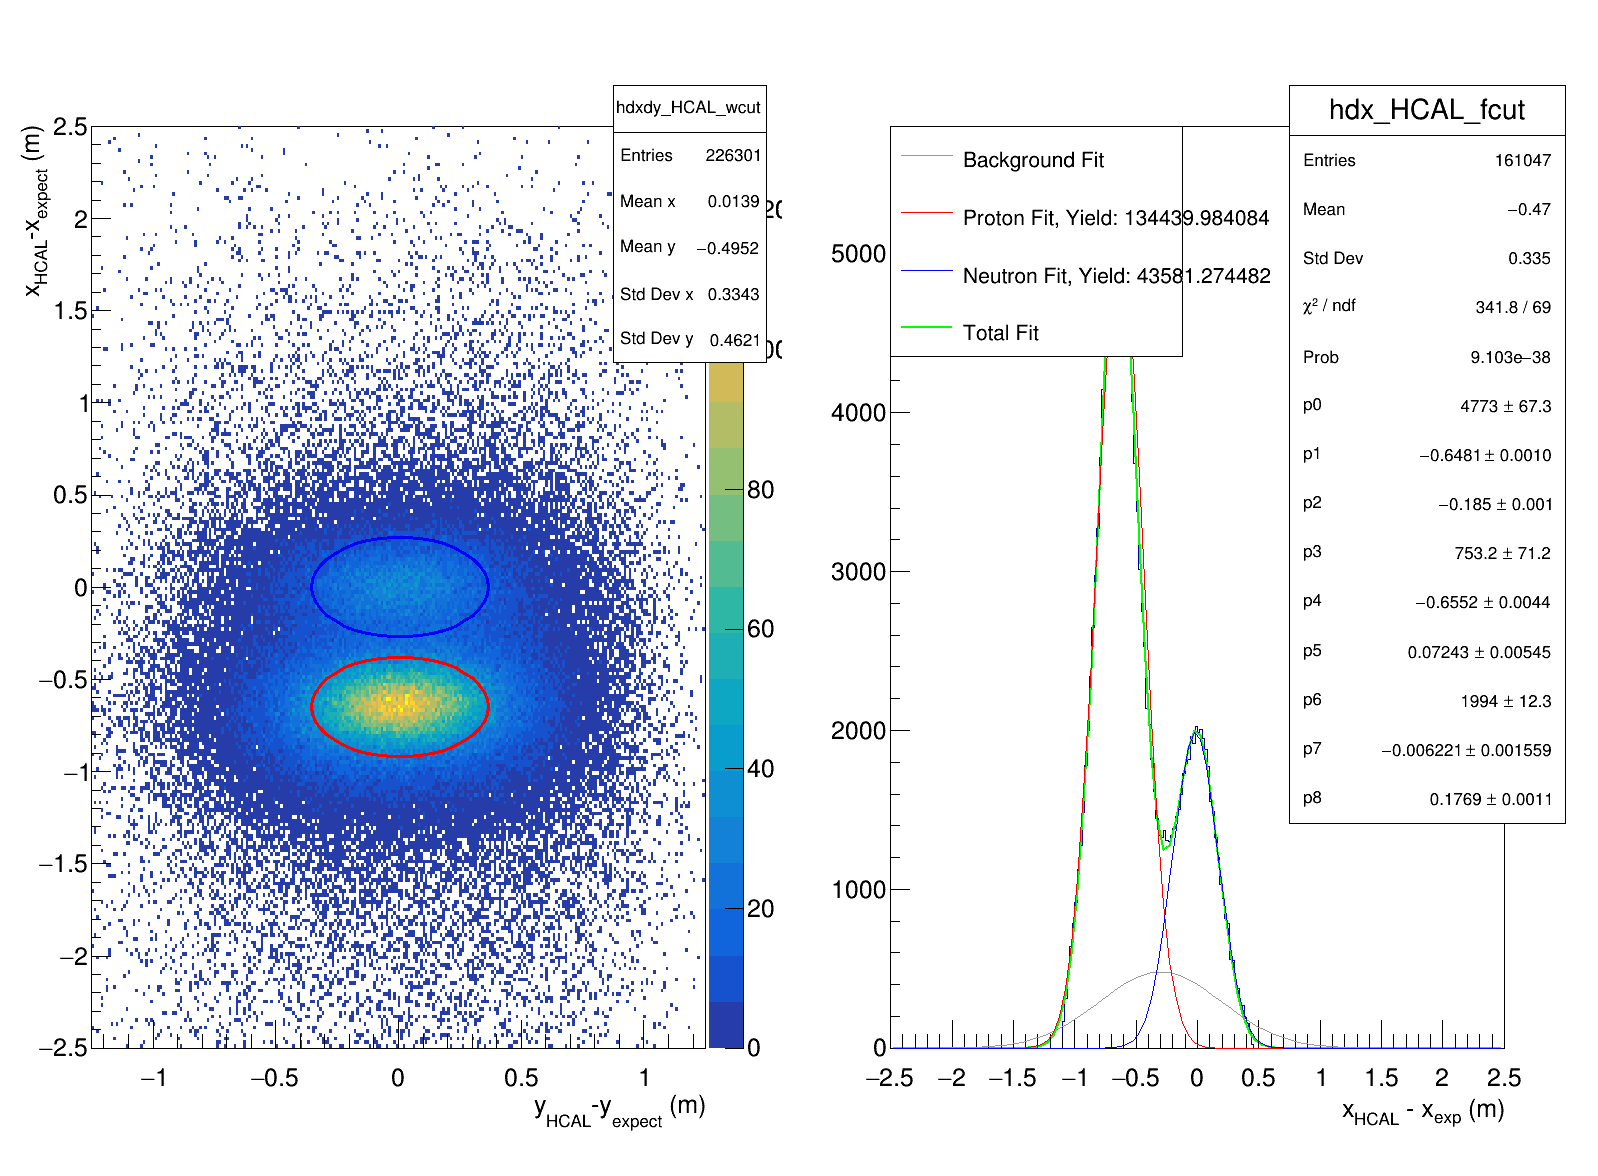 hdxdy_HCAL_wcut
Entries 226301
Mean x 0.0139
Mean y −0.4952
Std Dev x 0.3343
Std Dev y 0.4621
x_HCAL-x_expect (m)
2.5
2
1.5
1
0.5
0
−0.5
−1
−1.5
−2
−2.5
−1 −0.5 0 0.5 1
y_HCAL-y_expect (m)
80
60
40
20
0
hdx_HCAL_fcut
Entries 161047
Mean −0.47
Std Dev 0.335
χ² / ndf 341.8 / 69
Prob 9.103e−38
p0 4773 ± 67.3
p1 −0.6481 ± 0.0010
p2 −0.185 ± 0.001
p3 753.2 ± 71.2
p4 −0.6552 ± 0.0044
p5 0.07243 ± 0.00545
p6 1994 ± 12.3
p7 −0.006221 ± 0.001559
p8 0.1769 ± 0.0011
Background Fit
Proton Fit, Yield: 134439.984084
Neutron Fit, Yield: 43581.274482
Total Fit
5000
4000
3000
2000
1000
0
−2.5 −2 −1.5 −1 −0.5 0 0.5 1 1.5 2 2.5
x_HCAL - x_exp (m)